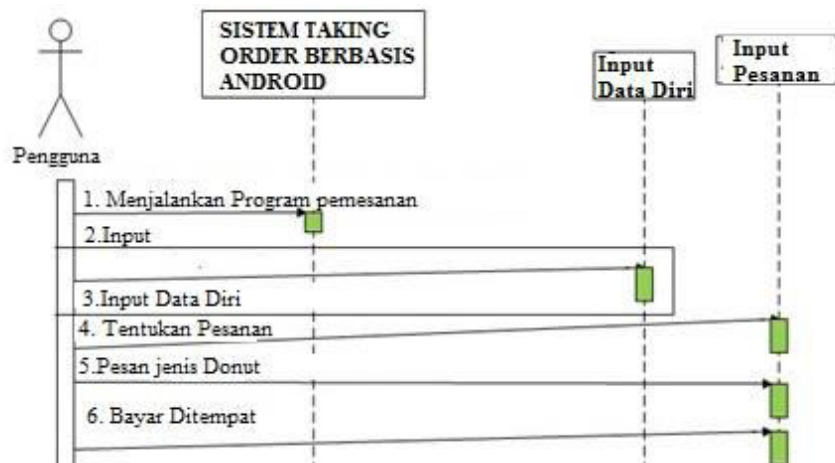 SISTEM TAKING
ORDER BERBASIS
ANDROID
Input
Data Diri
Input
Pesanan
Pengguna
1. Menjalankan Program pemesanan
2.Input
3.Input Data Diri
4. Tentukan Pesanan
5.Pesan jenis Donut
6. Bayar Ditempat